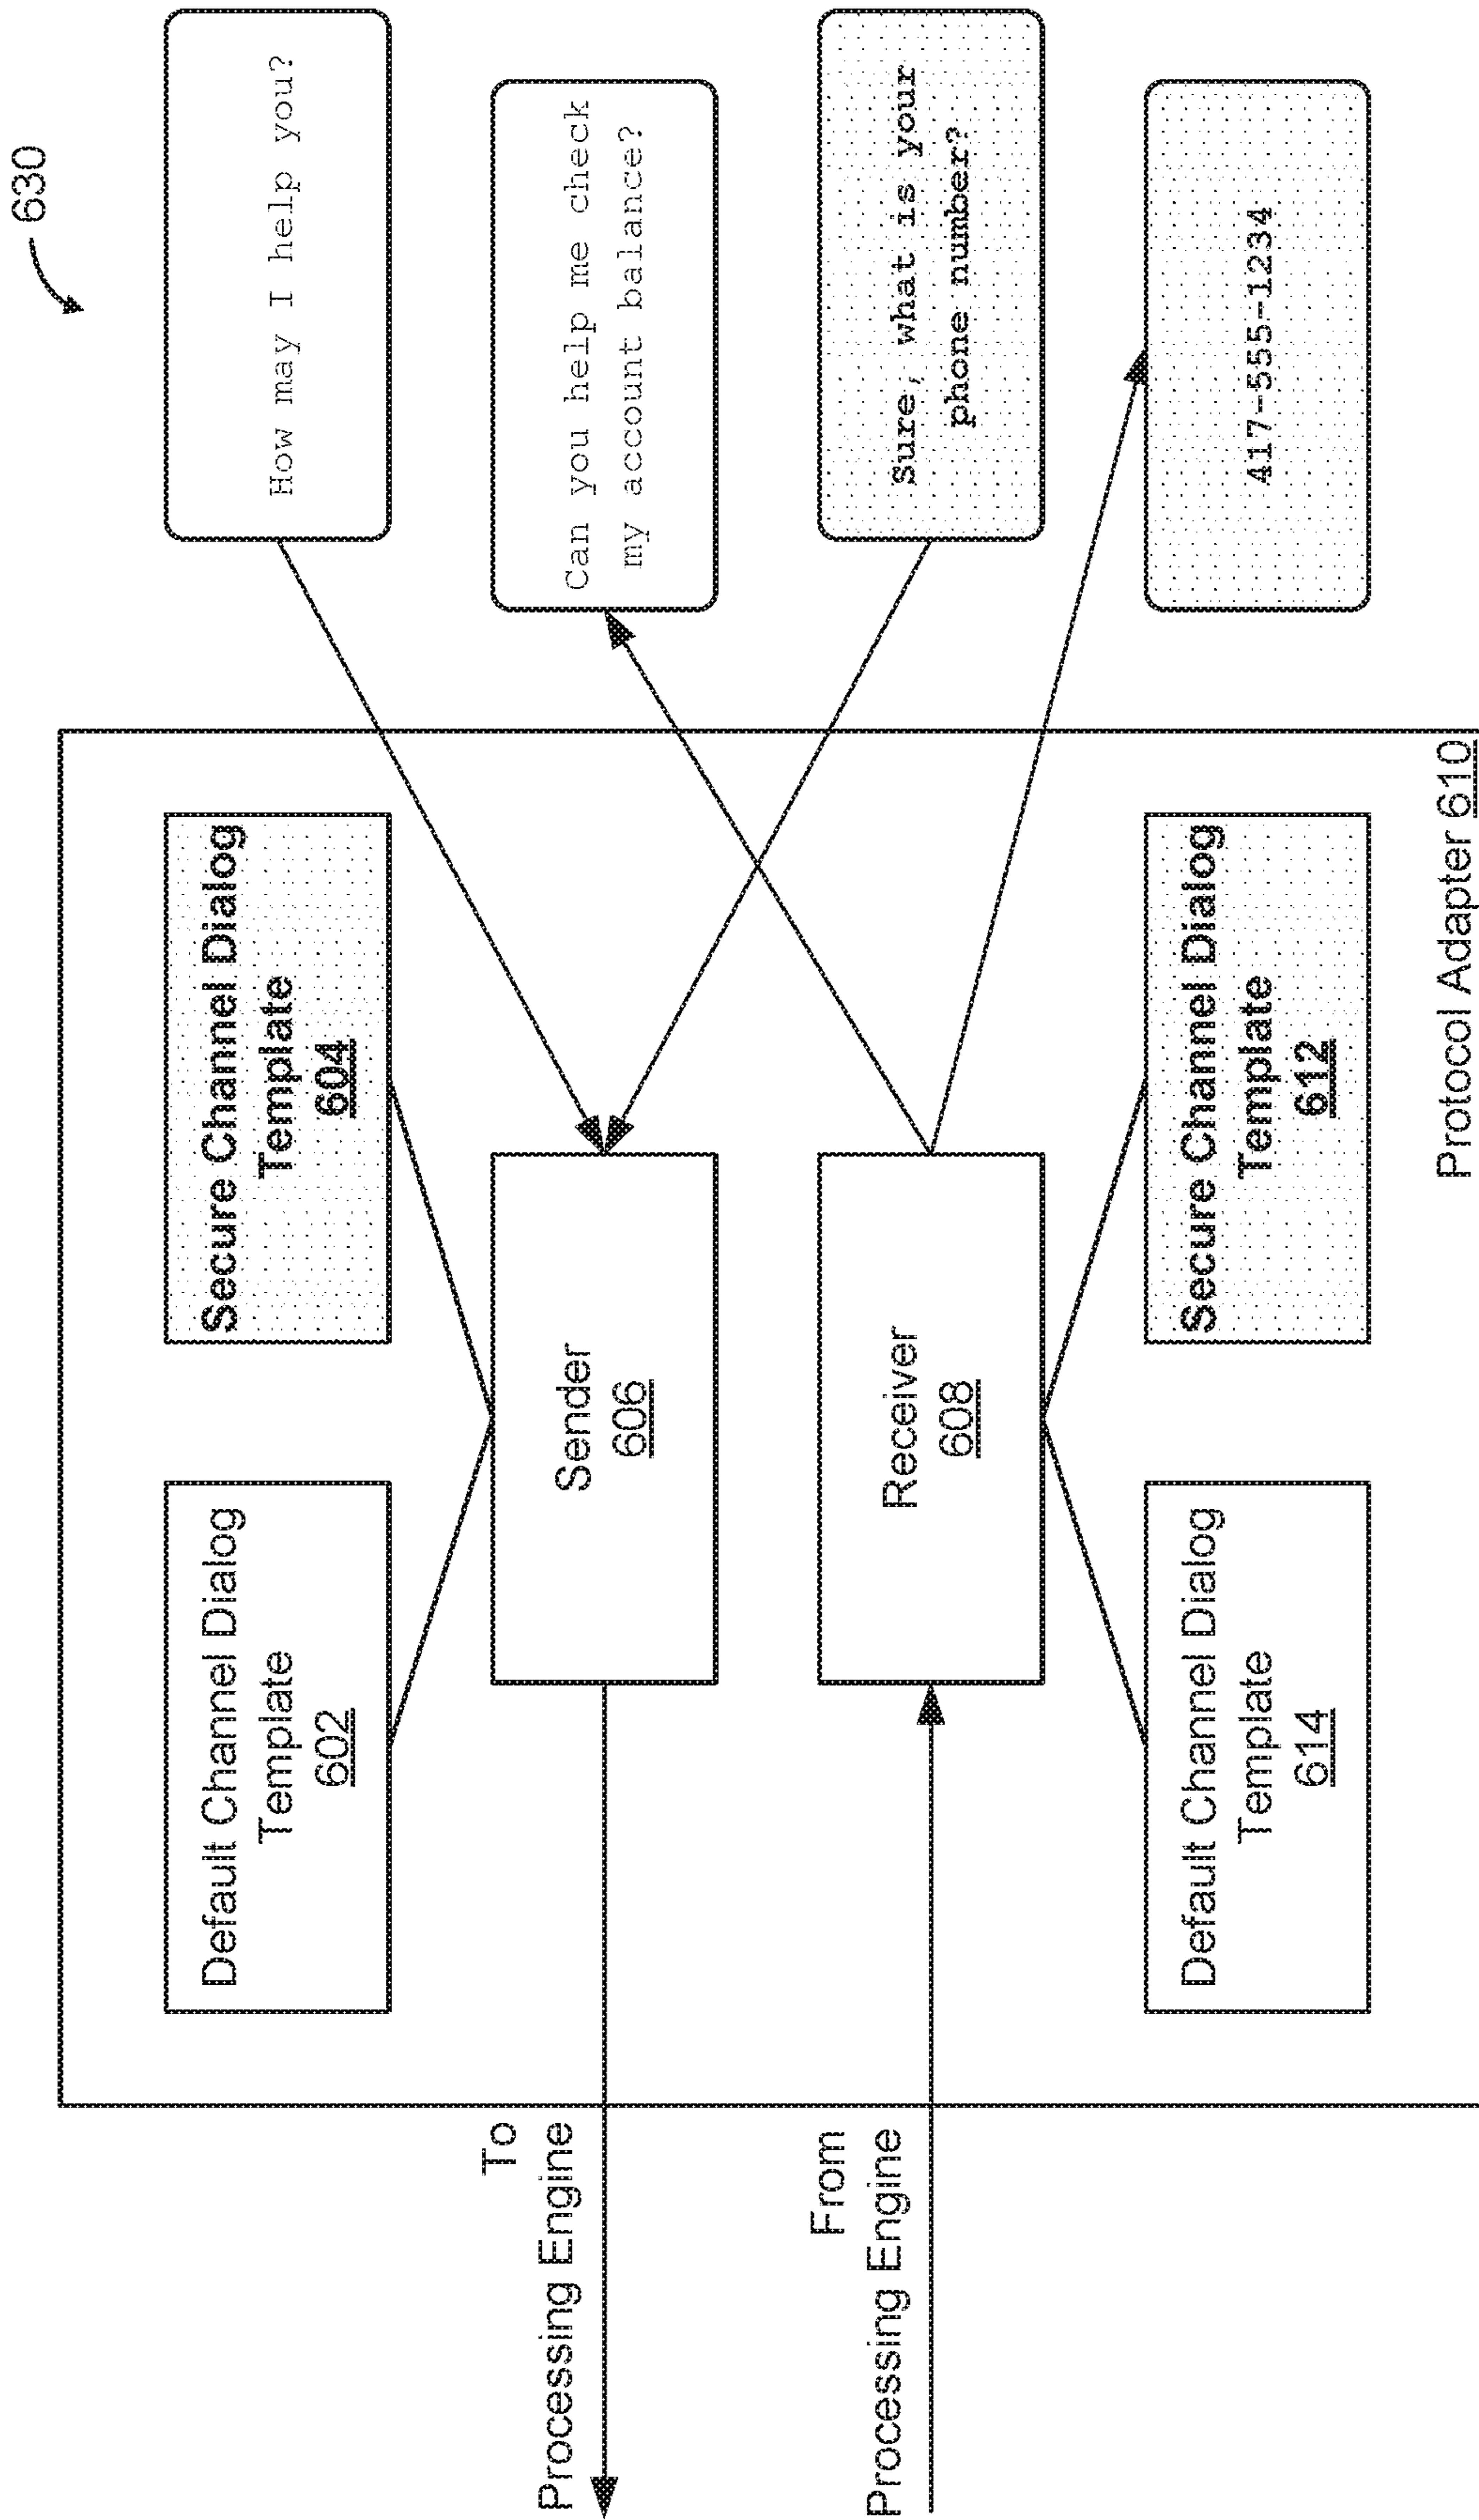 630
To
Processing Engine
From
Processing Engine
Default Channel Dialog
Template
602
Secure Channel Dialog
Template
604
Sender
606
Receiver
608
Default Channel Dialog
Template
614
Secure Channel Dialog
Template
612
Protocol Adapter 610
How may I help you?
Can you help me check
my account balance?
Sure, what is your
phone number?
417-555-1234